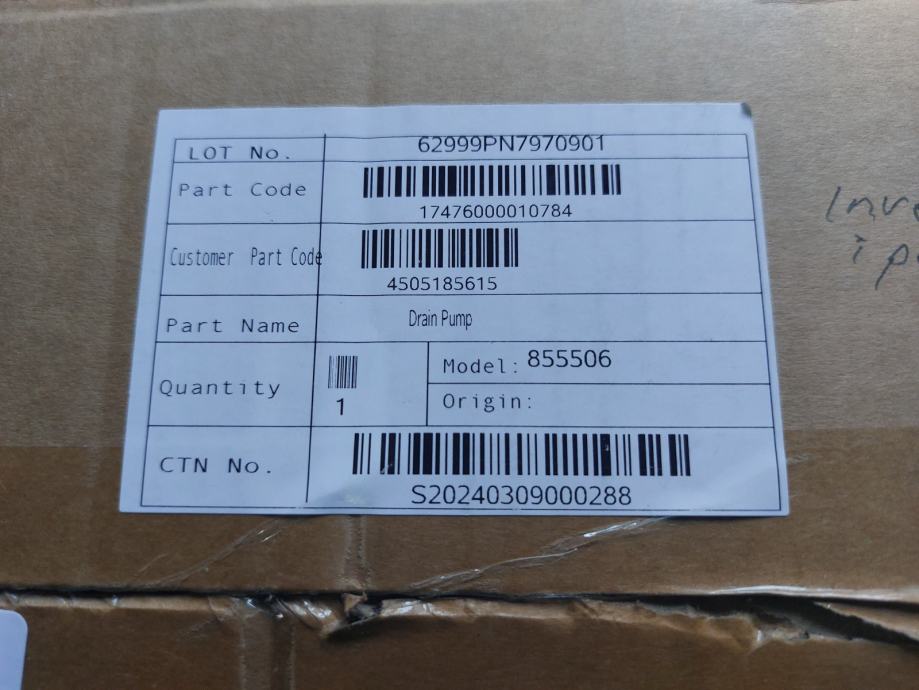 LOT No. 62999PN7970901
Part Code
17476000010784
Customer Part Code
4505185615
Part Name Drain Pump
Quantity 1 Model: 855506
Origin:
CTN No.
S20240309000288